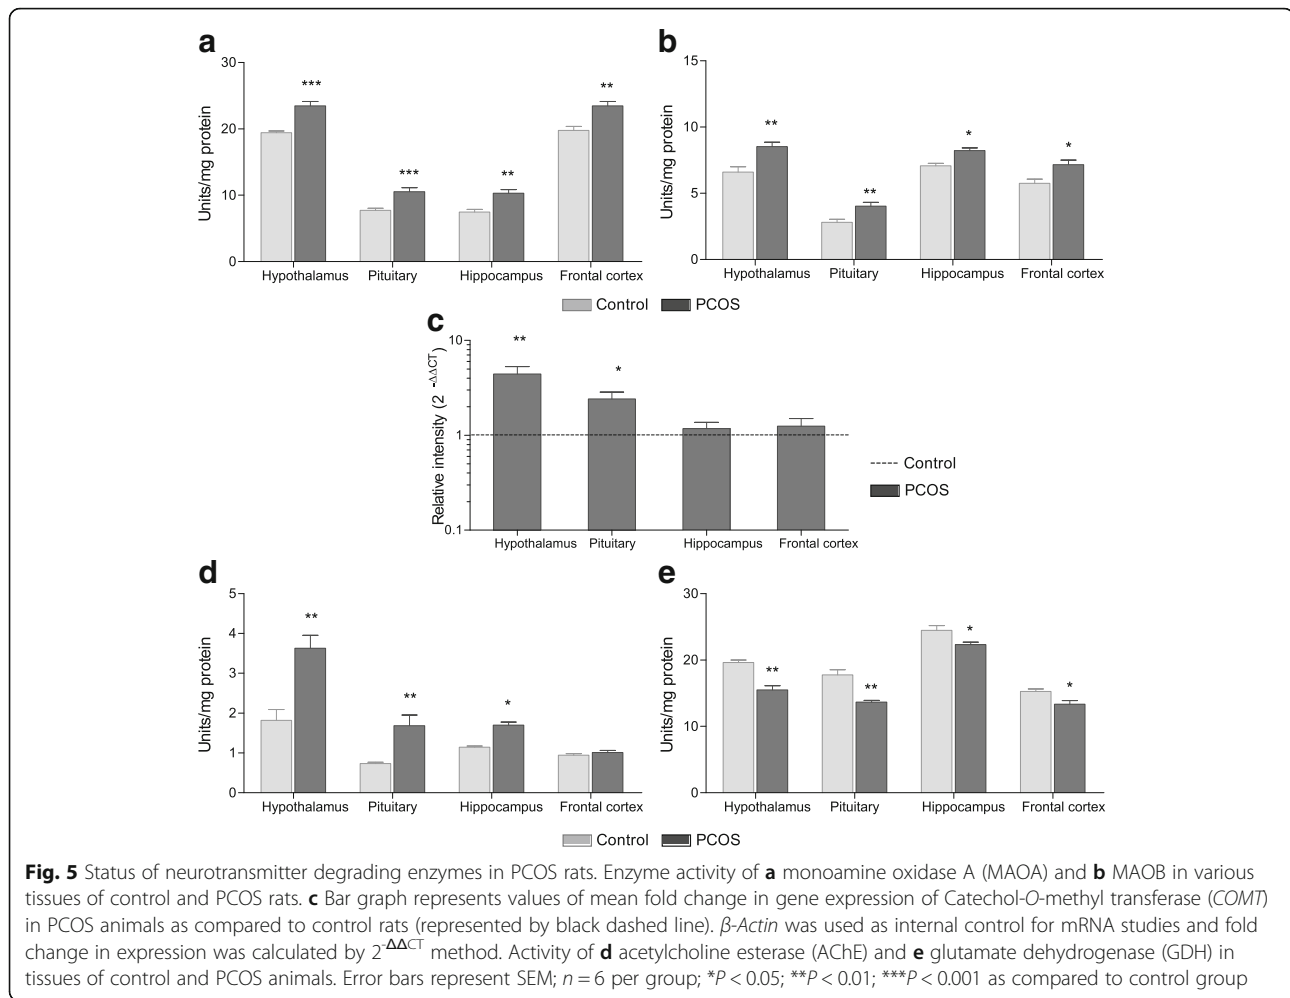 a
b
30
20
10
0
Units/mg protein
***
***
**
**
Hypothalamus Pituitary Hippocampus Frontal cortex
15
10
5
0
Units/mg protein
**
**
*
*
Hypothalamus Pituitary Hippocampus Frontal cortex
Control PCOS
c
10
1
0.1
Relative intensity (2 -ΔΔCT)
**
*
Hypothalamus Pituitary Hippocampus Frontal cortex
Control
PCOS
d
5
4
3
2
1
0
Units/mg protein
**
**
*
Hypothalamus Pituitary Hippocampus Frontal cortex
e
30
20
10
0
Units/mg protein
**
**
*
*
Hypothalamus Pituitary Hippocampus Frontal cortex
Control PCOS
Fig. 5 Status of neurotransmitter degrading enzymes in PCOS rats. Enzyme activity of a monoamine oxidase A (MAOA) and b MAOB in various
tissues of control and PCOS rats. c Bar graph represents values of mean fold change in gene expression of Catechol-O-methyl transferase (COMT)
in PCOS animals as compared to control rats (represented by black dashed line). β-Actin was used as internal control for mRNA studies and fold
change in expression was calculated by 2-ΔΔCT method. Activity of d acetylcholine esterase (AChE) and e glutamate dehydrogenase (GDH) in
tissues of control and PCOS animals. Error bars represent SEM; n = 6 per group; *P < 0.05; **P < 0.01; ***P < 0.001 as compared to control group